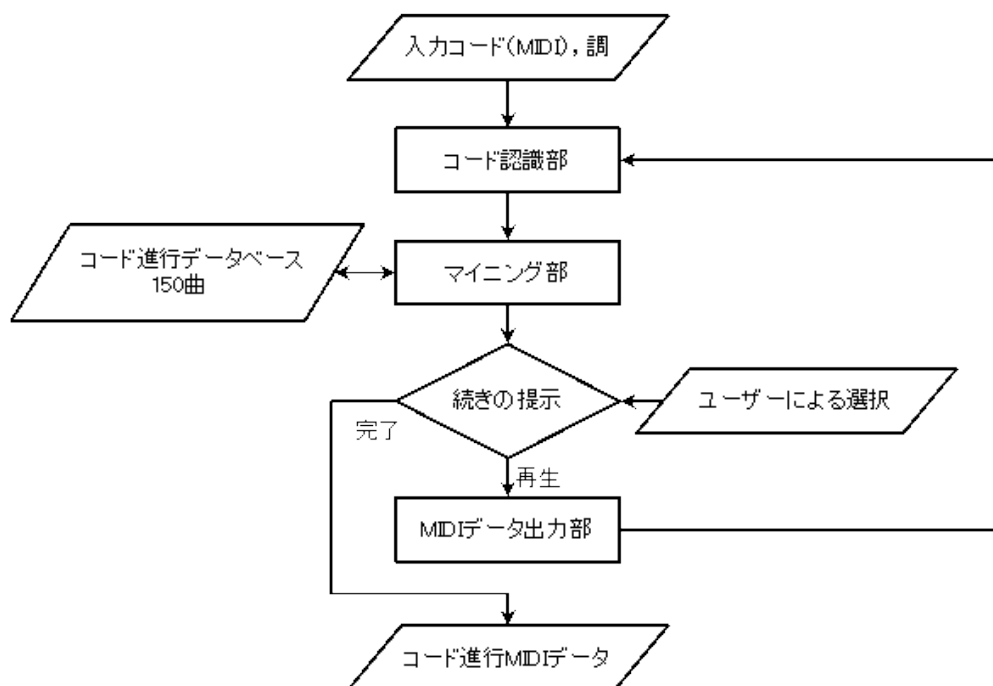 入力コード(MIDI), 調
コード認識部
コード進行データベース
150曲
マイニング部
続きの提示
ユーザーによる選択
完了
再生
MIDIデータ出力部
コード進行MIDIデータ